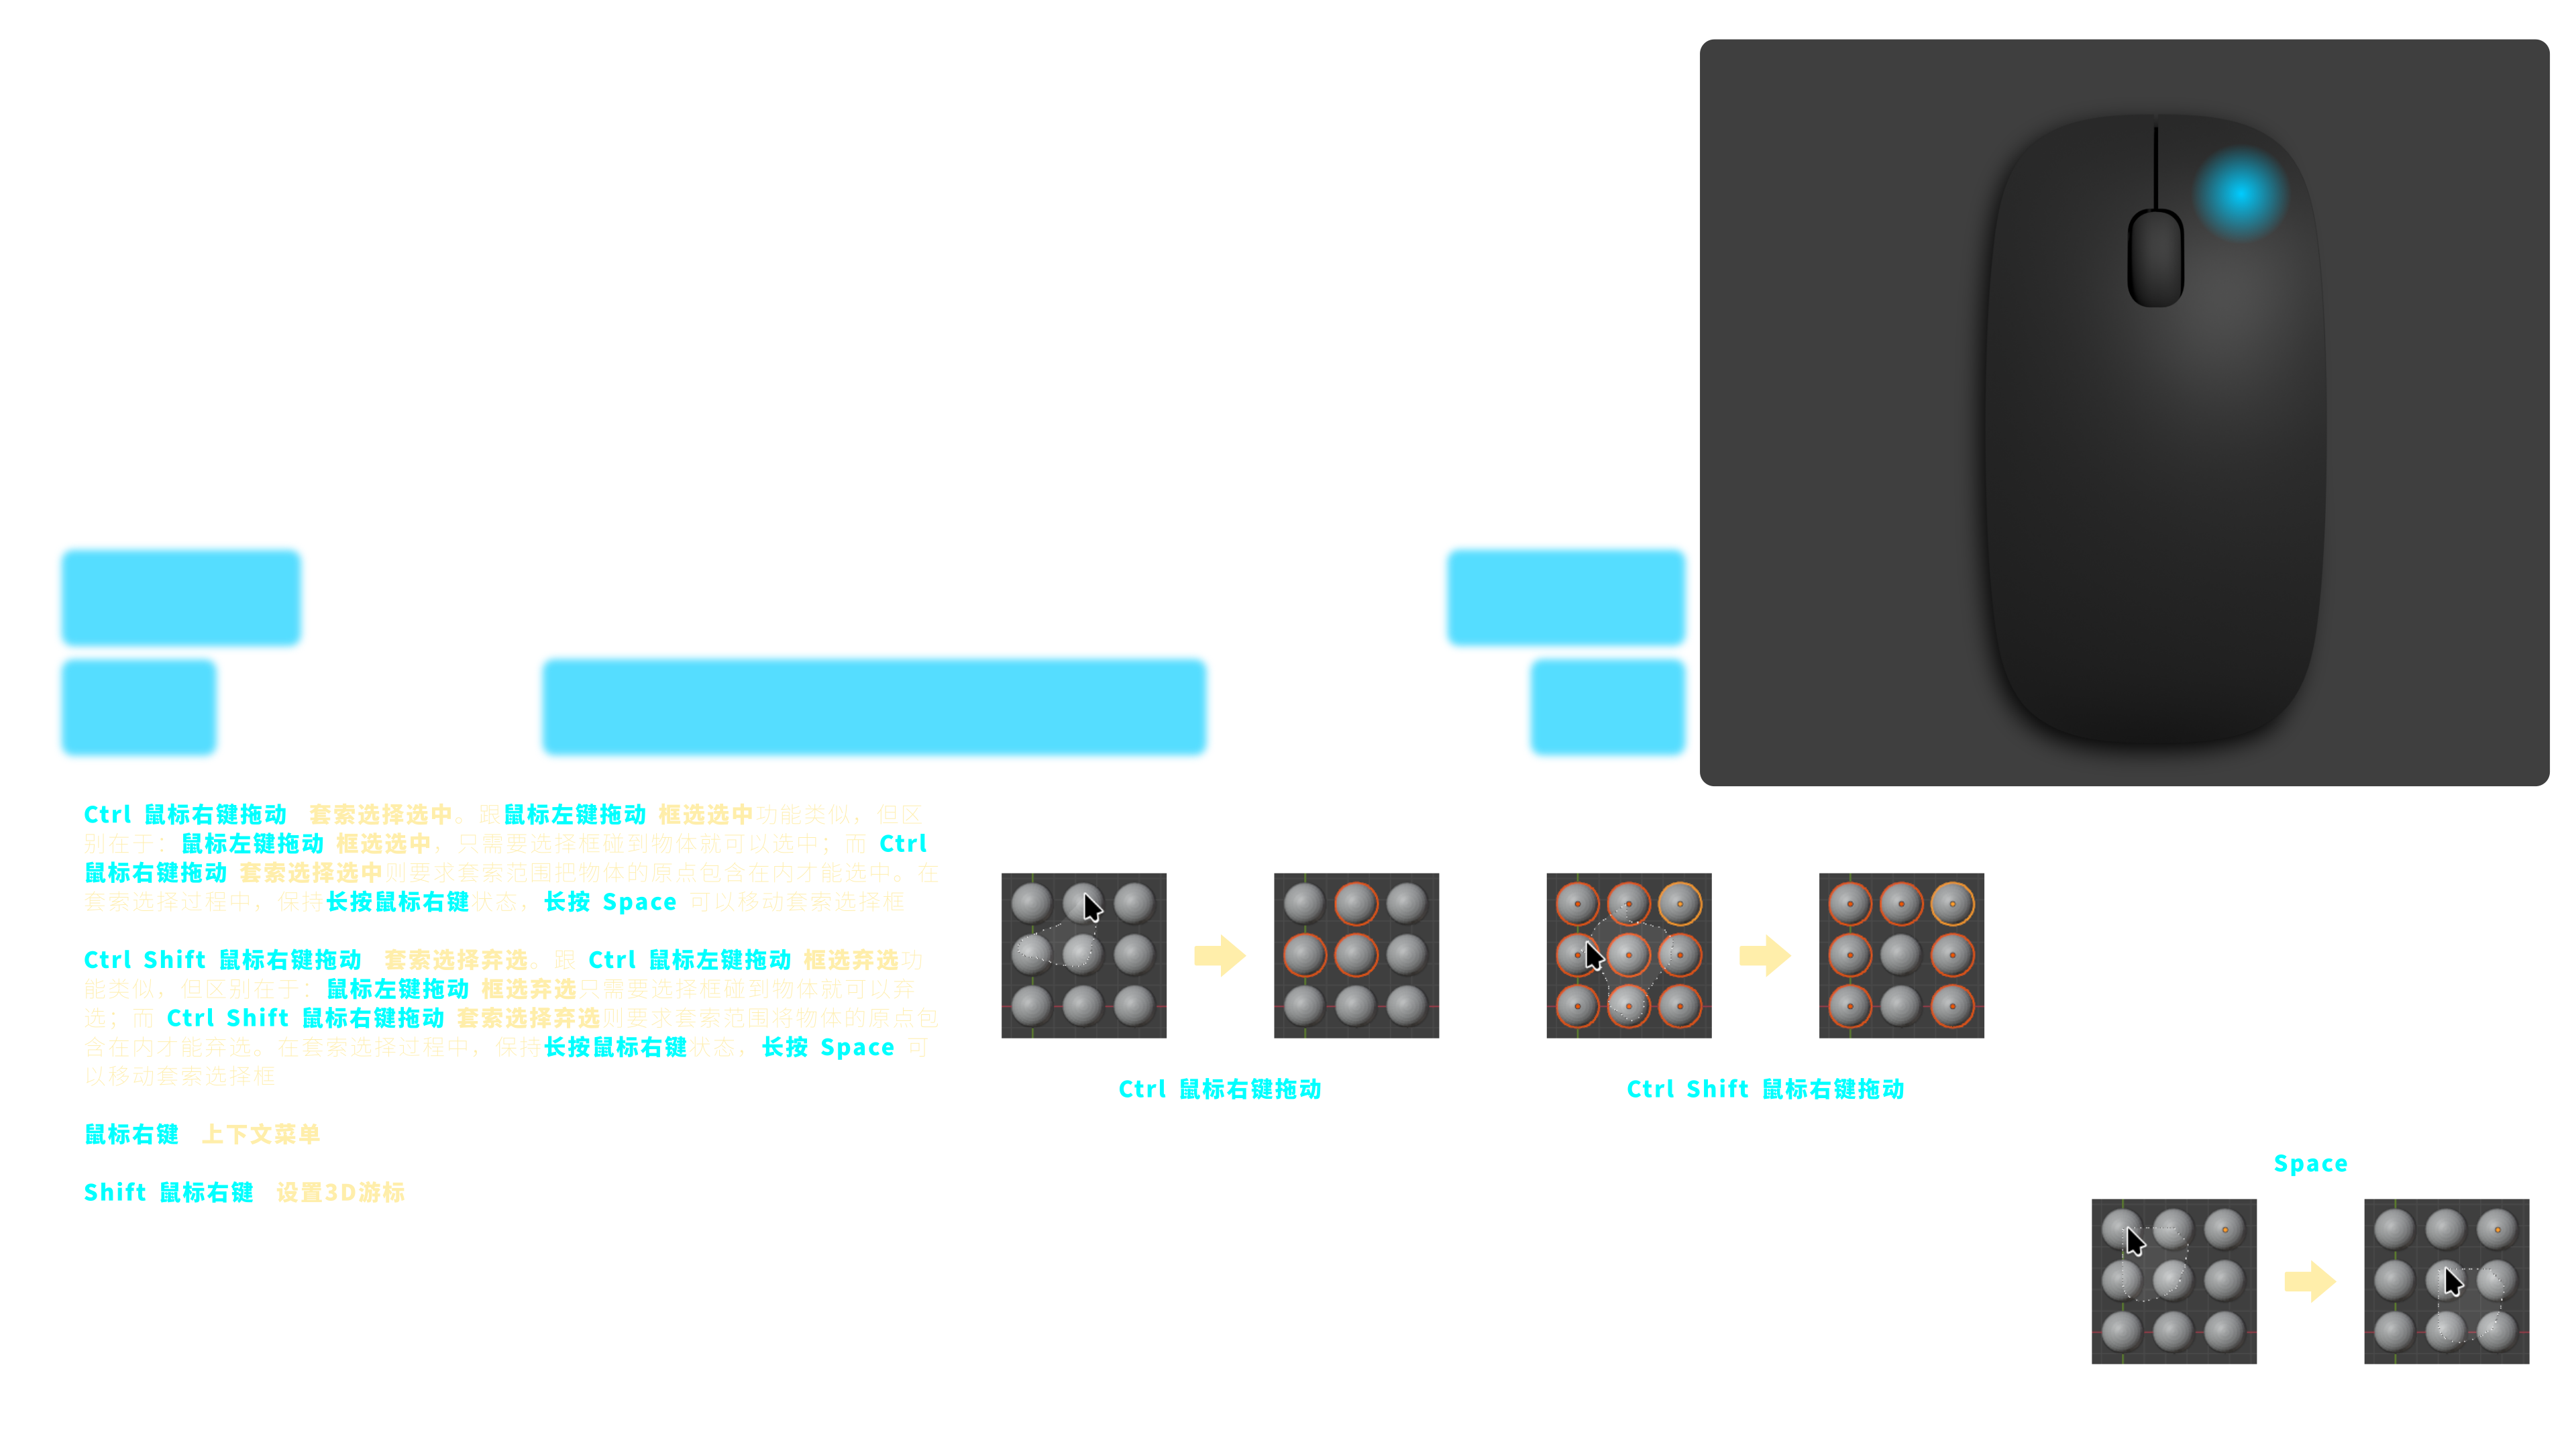 Ctrl 鼠标右键拖动 套索选择选中。跟鼠标左键拖动 框选选中功能类似，但区
别在于：鼠标左键拖动 框选选中，只需要选择框碰到物体就可以选中；而 Ctrl
鼠标右键拖动 套索选择选中则要求套索范围把物体的原点包含在内才能选中。在
套索选择过程中，保持长按鼠标右键状态，长按 Space 可以移动套索选择框
Ctrl Shift 鼠标右键拖动 套索选择弃选。跟 Ctrl 鼠标左键拖动 框选弃选功
能类似，但区别在于：鼠标左键拖动 框选弃选只需要选择框碰到物体就可以弃
选；而 Ctrl Shift 鼠标右键拖动 套索选择弃选则要求套索范围将物体的原点包
含在内才能弃选。在套索选择过程中，保持长按鼠标右键状态，长按 Space 可
以移动套索选择框
鼠标右键 上下文菜单
Shift 鼠标右键 设置3D游标
Ctrl 鼠标右键拖动
Ctrl Shift 鼠标右键拖动
Space